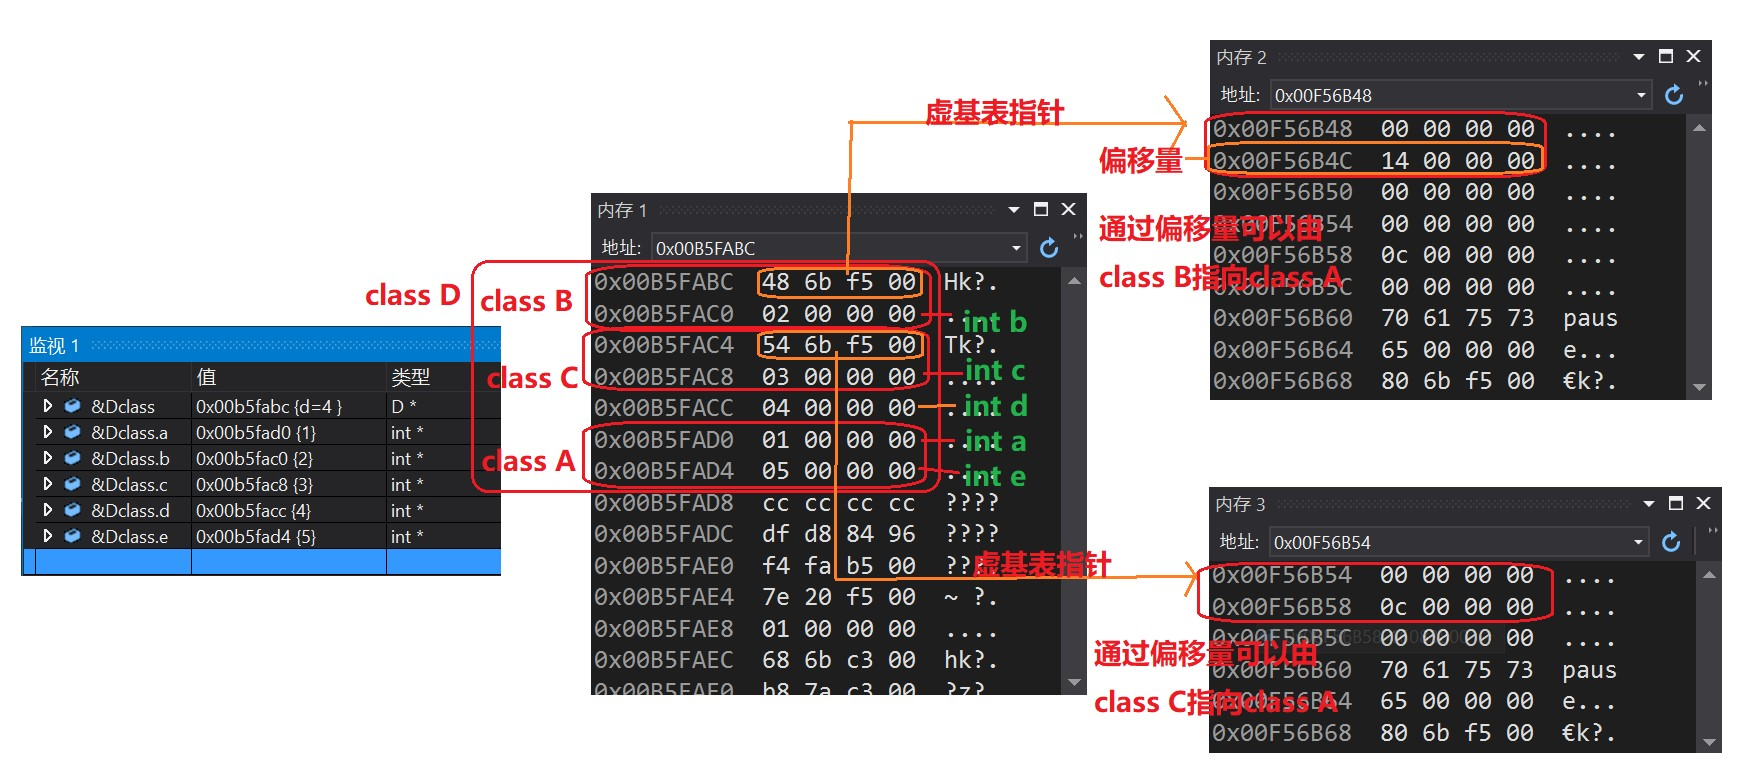 监视 1
名称 值 类型
&Dclass 0x00b5fabc {d=4 } D *
&Dclass.a 0x00b5fad0 {1} int *
&Dclass.b 0x00b5fac0 {2} int *
&Dclass.c 0x00b5fac8 {3} int *
&Dclass.d 0x00b5facc {4} int *
&Dclass.e 0x00b5fad4 {5} int *
class D
class B
class C
class A
内存 1
地址: 0x00B5FABC
0x00B5FABC 48 6b f5 00 Hk?.
0x00B5FAC0 02 00 00 00 ....
0x00B5FAC4 54 6b f5 00 Tk?.
0x00B5FAC8 03 00 00 00 ....
0x00B5FACC 04 00 00 00 ....
0x00B5FAD0 01 00 00 00 ....
0x00B5FAD4 05 00 00 00 ....
0x00B5FAD8 cc cc cc cc ????
0x00B5FADC df d8 84 96 ????
0x00B5FAE0 f4 fa b5 00 ???.
0x00B5FAE4 7e 20 f5 00 ~ ?.
0x00B5FAE8 01 00 00 00 ....
0x00B5FAEC 68 6b c3 00 hk?.
0x00B5FAF0 b8 7a c3 00 ?z?.
int b
int c
int d
int a
int e
虚基表指针
虚基表指针
内存 2
地址: 0x00F56B48
0x00F56B48 00 00 00 00 ....
0x00F56B4C 14 00 00 00 ....
0x00F56B50 00 00 00 00 ....
0x00F56B54 00 00 00 00 ....
0x00F56B58 0c 00 00 00 ....
0x00F56B5C 00 00 00 00 ....
0x00F56B60 70 61 75 73 paus
0x00F56B64 65 00 00 00 e...
0x00F56B68 80 6b f5 00 €k?.
偏移量
通过偏移量可以由
class B指向class A
内存 3
地址: 0x00F56B54
0x00F56B54 00 00 00 00 ....
0x00F56B58 0c 00 00 00 ....
0x00F56B5C 00 00 00 00 ....
0x00F56B60 70 61 75 73 paus
0x00F56B64 65 00 00 00 e...
0x00F56B68 80 6b f5 00 €k?.
通过偏移量可以由
class C指向class A